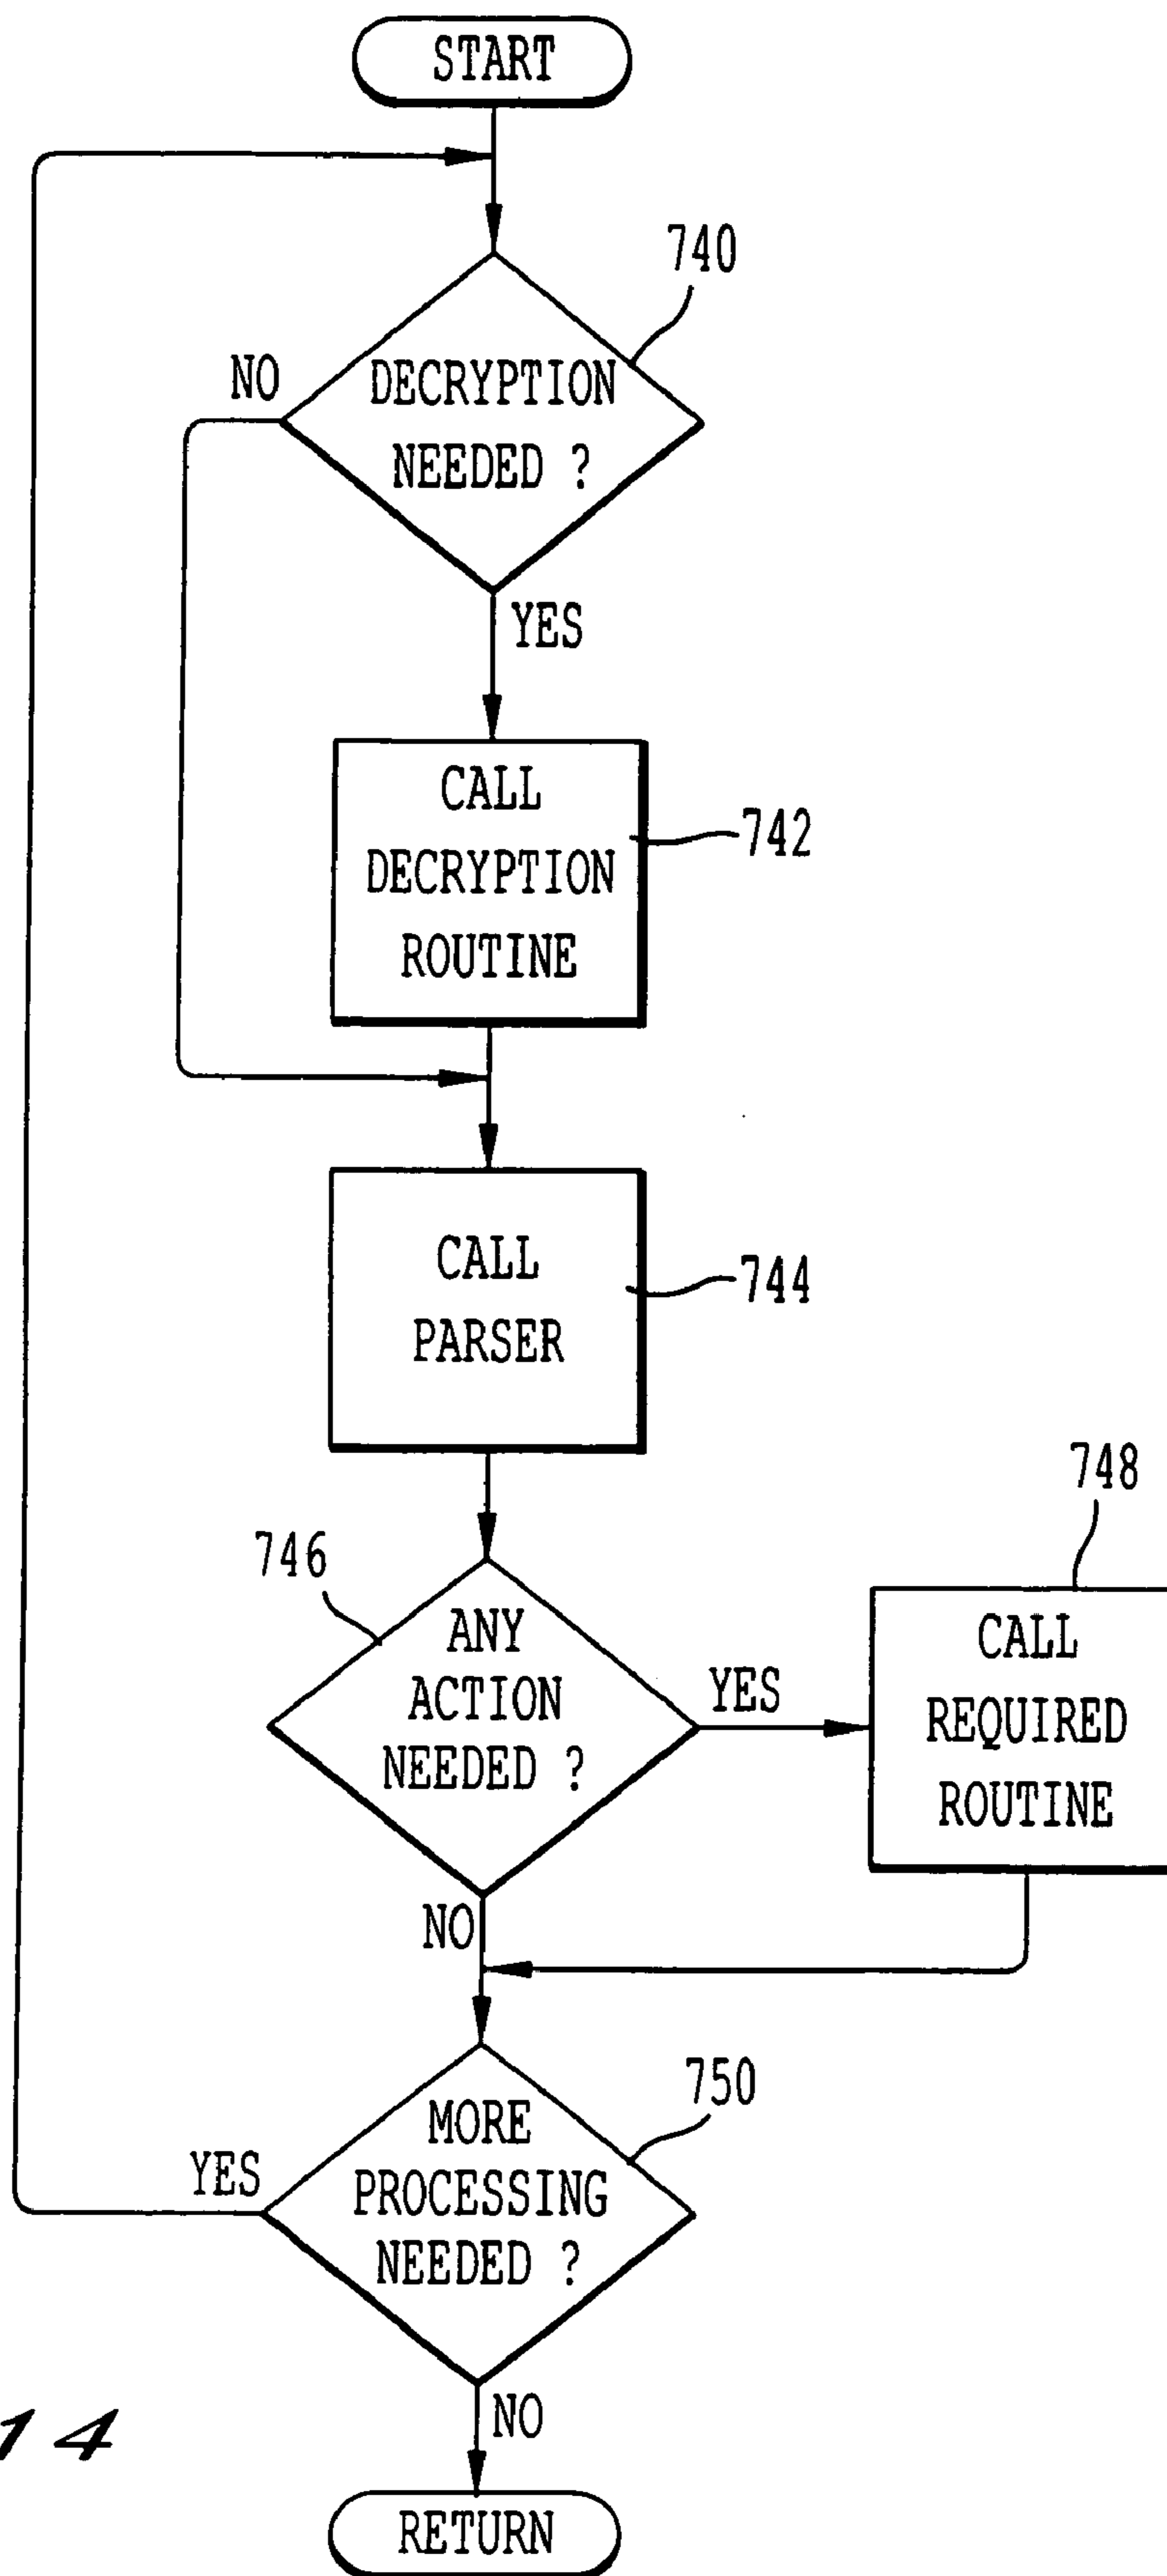 START
740
NO
DECRYPTION
NEEDED ?
YES
CALL
DECRYPTION
ROUTINE
742
CALL
PARSER
744
746
748
ANY
ACTION
NEEDED ?
YES
CALL
REQUIRED
ROUTINE
NO
750
MORE
PROCESSING
NEEDED ?
YES
NO
14
RETURN